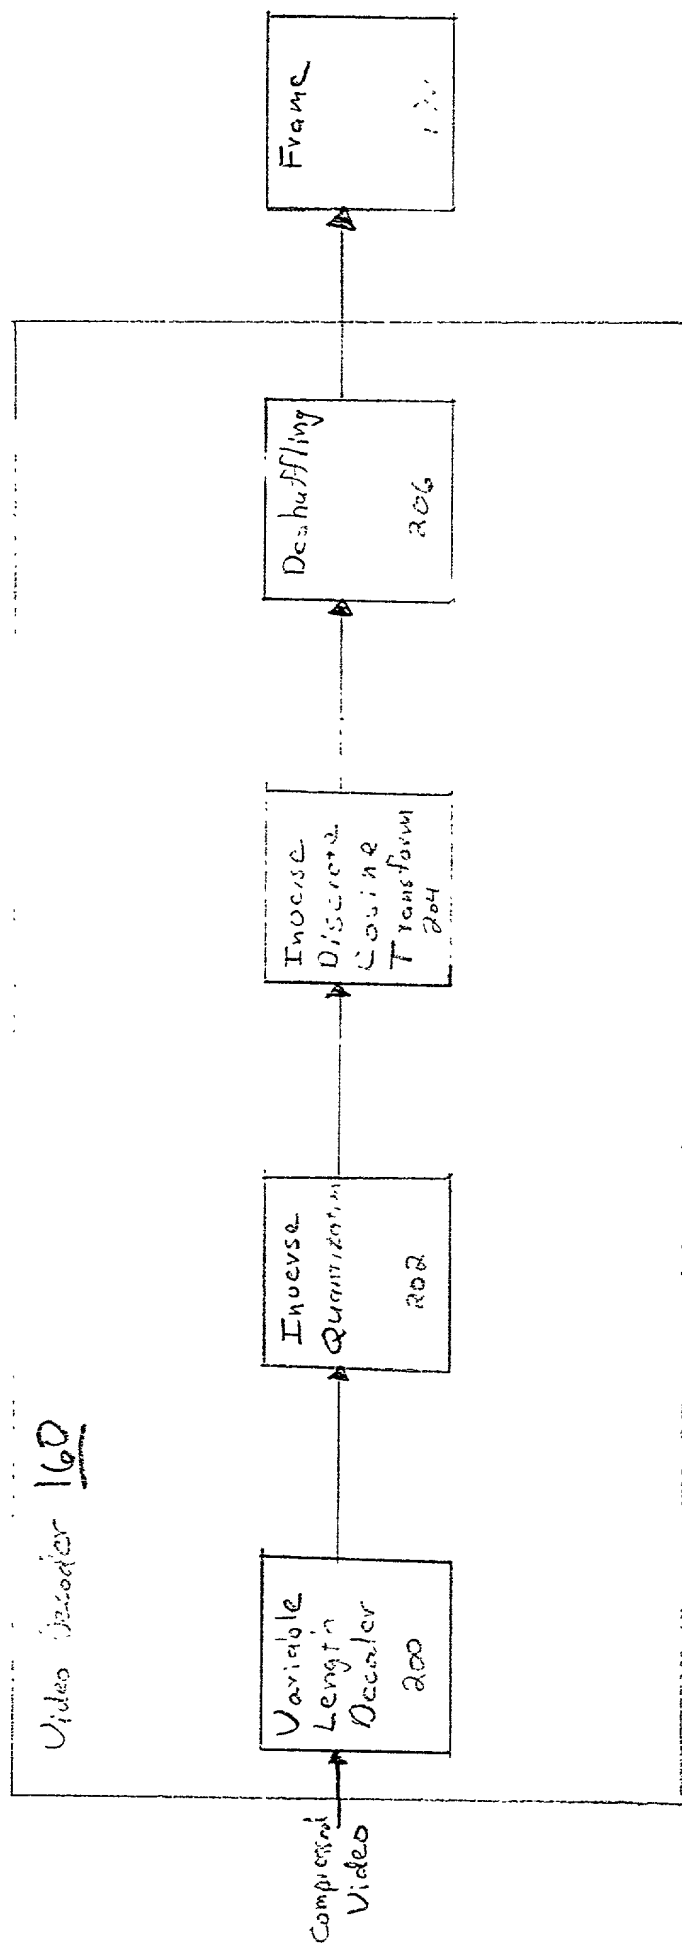 Video Decoder 160
Compressed
Video
Variable
Length
Decoder
200
Inverse
Quantization
202
Inverse
Discrete
Cosine
Transform
204
Deshuffling
206
Frame